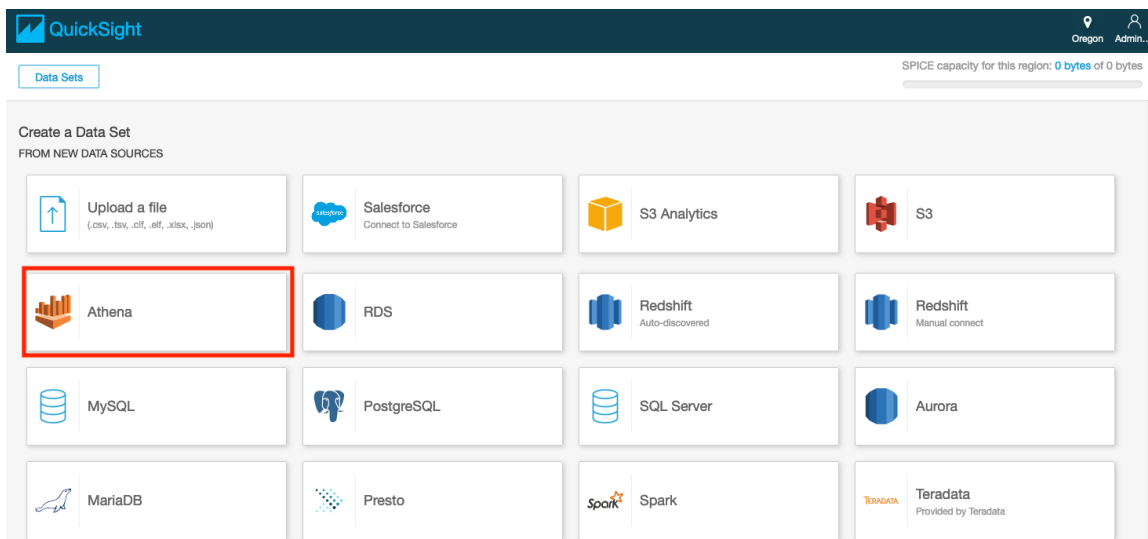 QuickSight
Oregon
Admin...
Data Sets
SPICE capacity for this region: 0 bytes of 0 bytes
Create a Data Set
FROM NEW DATA SOURCES
Upload a file
(.csv, .tsv, .clf, .elf, .xlsx, .json)
salesforce
Salesforce
Connect to Salesforce
S3 Analytics
S3
Athena
RDS
Redshift
Auto-discovered
Redshift
Manual connect
MySQL
PostgreSQL
SQL Server
Aurora
MariaDB
Presto
Spark
Spark
TERADATA
Teradata
Provided by Teradata